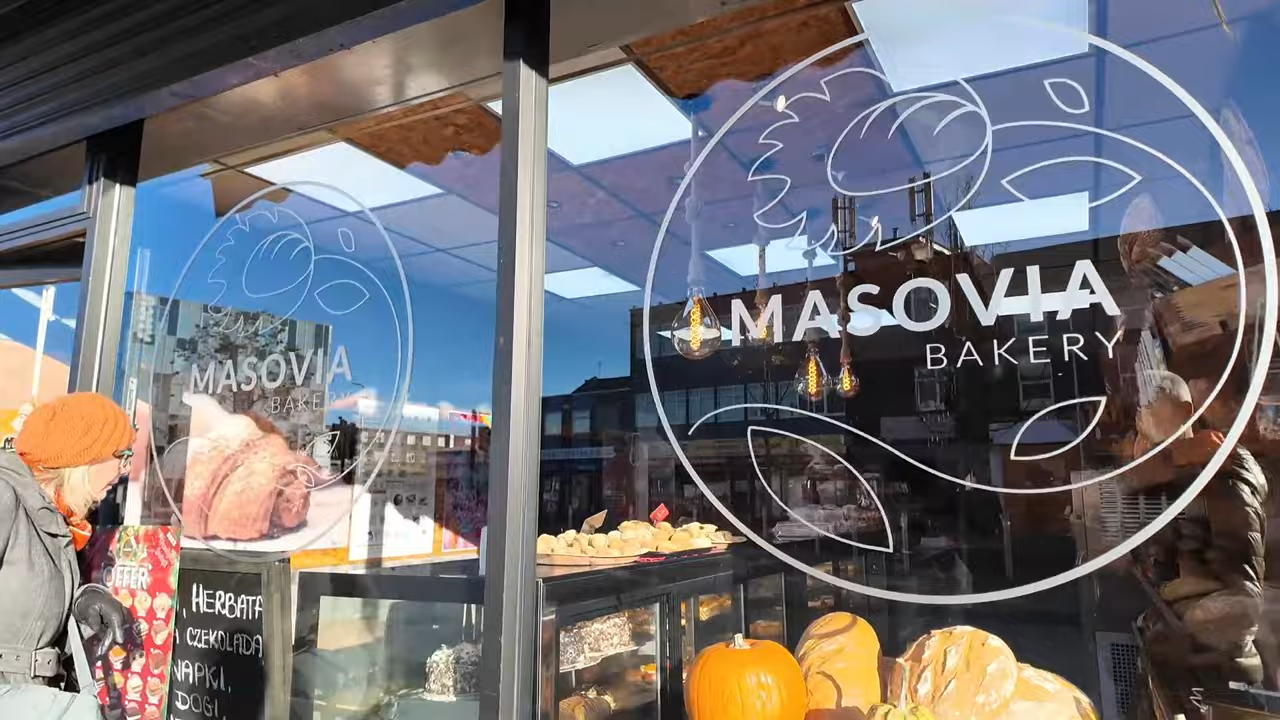 MASOVIA
BAKERY
MASOVIA
BAKE
OFFER
HERBATA
CZEKOLADA
NAPKI,
DOGI,